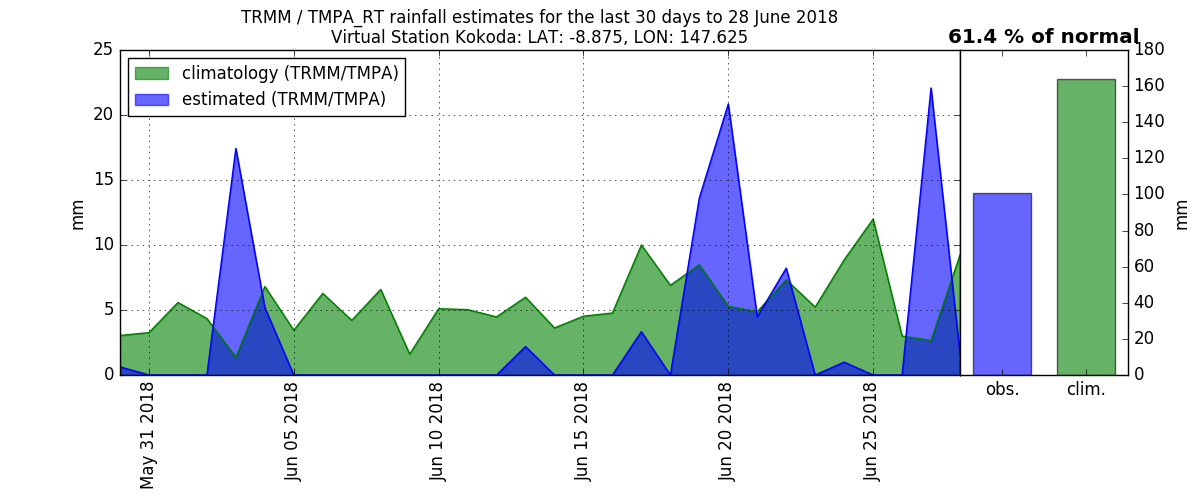 TRMM / TMPA_RT rainfall estimates for the last 30 days to 28 June 2018
Virtual Station Kokoda: LAT: -8.875, LON: 147.625
61.4 % of normal
climatology (TRMM/TMPA)
estimated (TRMM/TMPA)
25
20
15
10
5
0
mm
May 31 2018
Jun 05 2018
Jun 10 2018
Jun 15 2018
Jun 20 2018
Jun 25 2018
obs.
clim.
180
160
140
120
100
80
60
40
20
0
mm